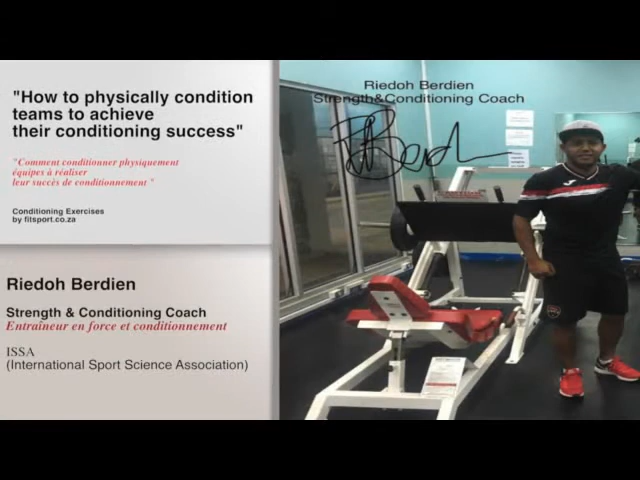 "How to physically condition
teams to achieve
their conditioning success"
"Comment conditionner physiquement
équipes à réaliser
leur succès de conditionnement "
Conditioning Exercises
by fitsport.co.za
Riedoh Berdien
Strength & Conditioning Coach
Entraîneur en force et conditionnement
ISSA
(International Sport Science Association)
Riedoh Berdien
Strength&Conditioning Coach
RBerdien